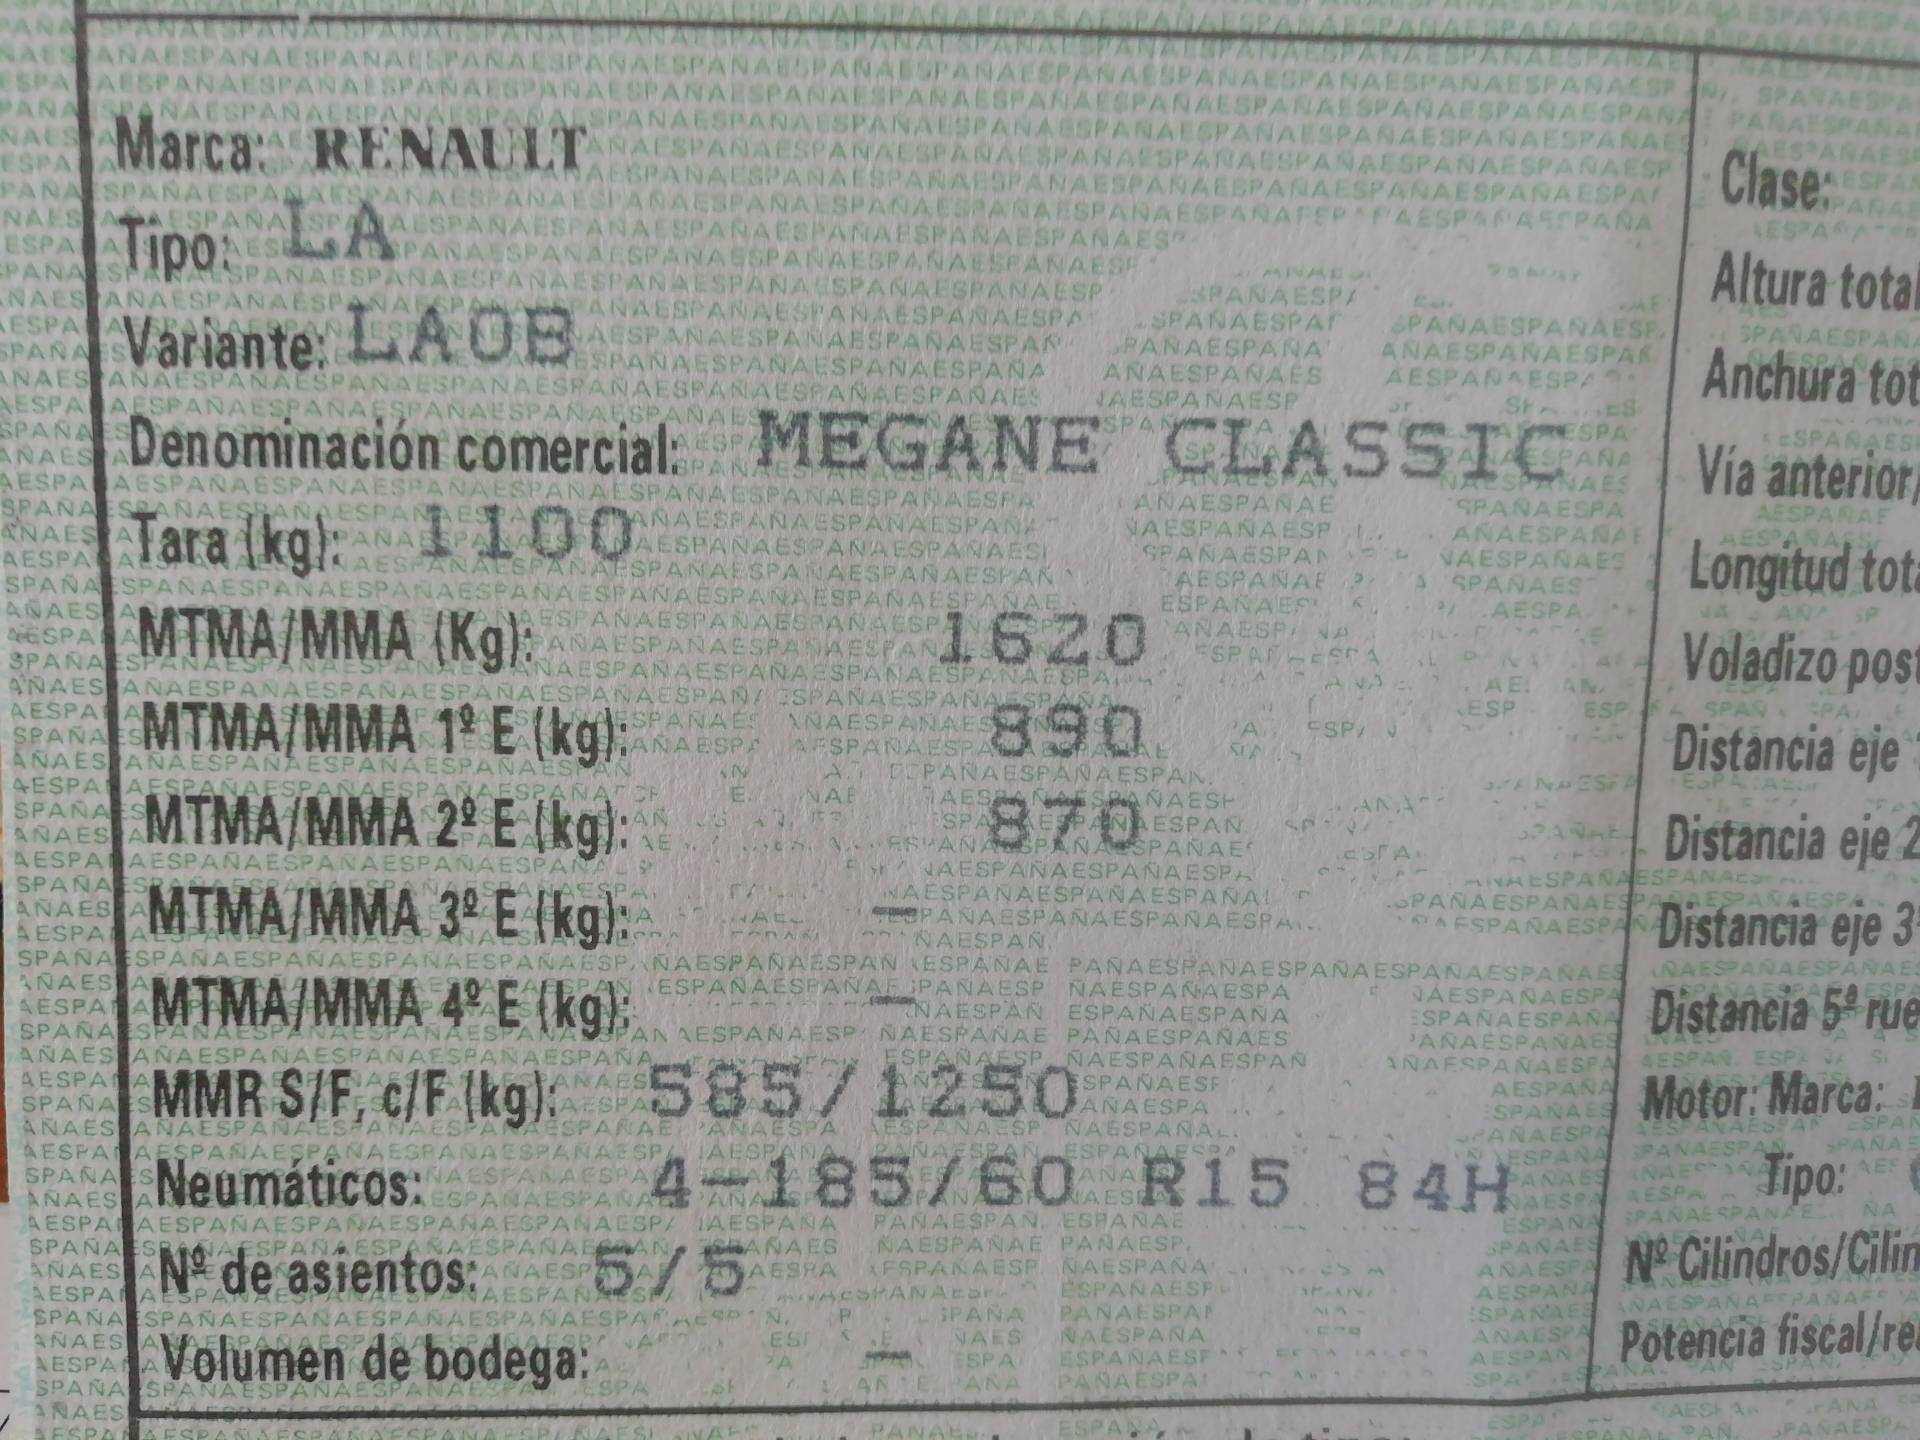 Marca: RENAULT
Tipo: LA
Variante: LAOB
Denominación comercial: MEGANE CLASSIC
Tara (kg): 1100
MTMA/MMA (Kg): 1620
MTMA/MMA 1º E (kg): 890
MTMA/MMA 2º E (kg): 870
MTMA/MMA 3º E (kg): —
MTMA/MMA 4º E (kg): —
MMR S/F, c/F (kg): 585/1250
Neumáticos: 4-185/60 R15 84H
Nº de asientos: 5/5
Volumen de bodega: —
Clase:
Altura total
Anchura tot
Vía anterior/
Longitud tota
Voladizo post
Distancia eje
Distancia eje 2
Distancia eje 3
Distancia 5ª rue
Motor: Marca:
Tipo:
Nº Cilindros/Cilin
Potencia fiscal/re